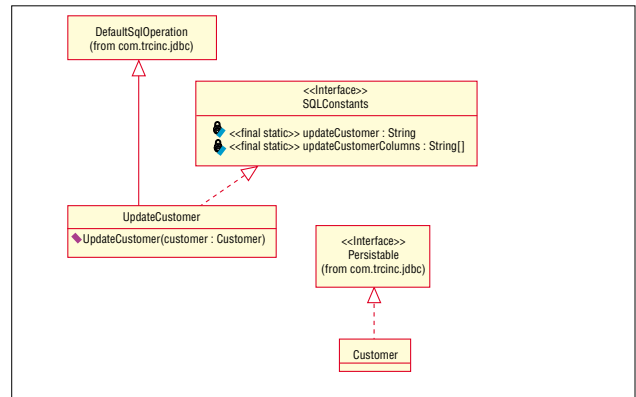 DefaultSqlOperation
(from com.trcinc.jdbc)
<<Interface>>
SQLConstants
<<final static>> updateCustomer : String
<<final static>> updateCustomerColumns : String[]
UpdateCustomer
UpdateCustomer(customer : Customer)
<<Interface>>
Persistable
(from com.trcinc.jdbc)
Customer